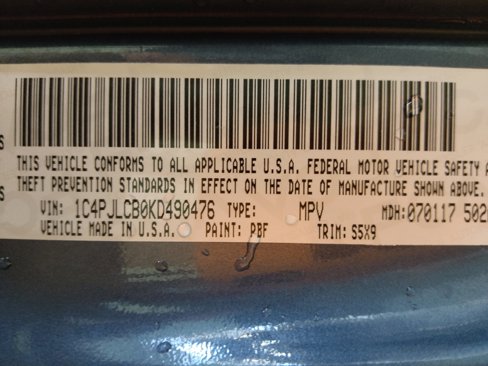 THIS VEHICLE CONFORMS TO ALL APPLICABLE U.S.A. FEDERAL MOTOR VEHICLE SAFETY A
THEFT PREVENTION STANDARDS IN EFFECT ON THE DATE OF MANUFACTURE SHOWN ABOVE.
VIN: 1C4PJLCB0KD490476 TYPE: MPV MDH: 070117 502
VEHICLE MADE IN U.S.A. PAINT: PBF TRIM: S5X9